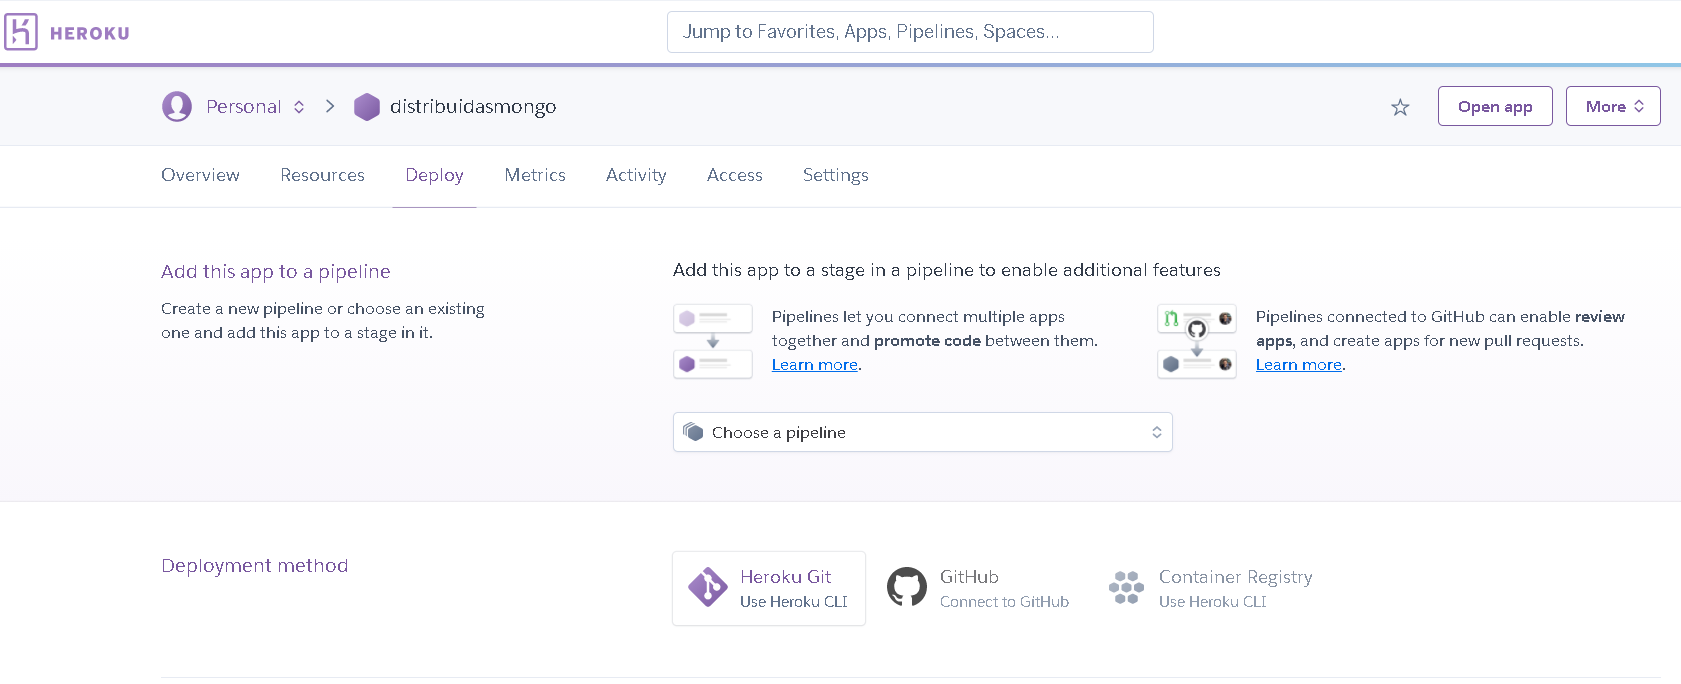 HEROKU
Jump to Favorites, Apps, Pipelines, Spaces...
Personal
distribuidasmongo
Open app
More
Overview
Resources
Deploy
Metrics
Activity
Access
Settings
Add this app to a pipeline
Create a new pipeline or choose an existing
one and add this app to a stage in it.
Add this app to a stage in a pipeline to enable additional features
Pipelines let you connect multiple apps
together and promote code between them.
Learn more.
Pipelines connected to GitHub can enable review
apps, and create apps for new pull requests.
Learn more.
Choose a pipeline
Deployment method
Heroku Git
Use Heroku CLI
GitHub
Connect to GitHub
Container Registry
Use Heroku CLI